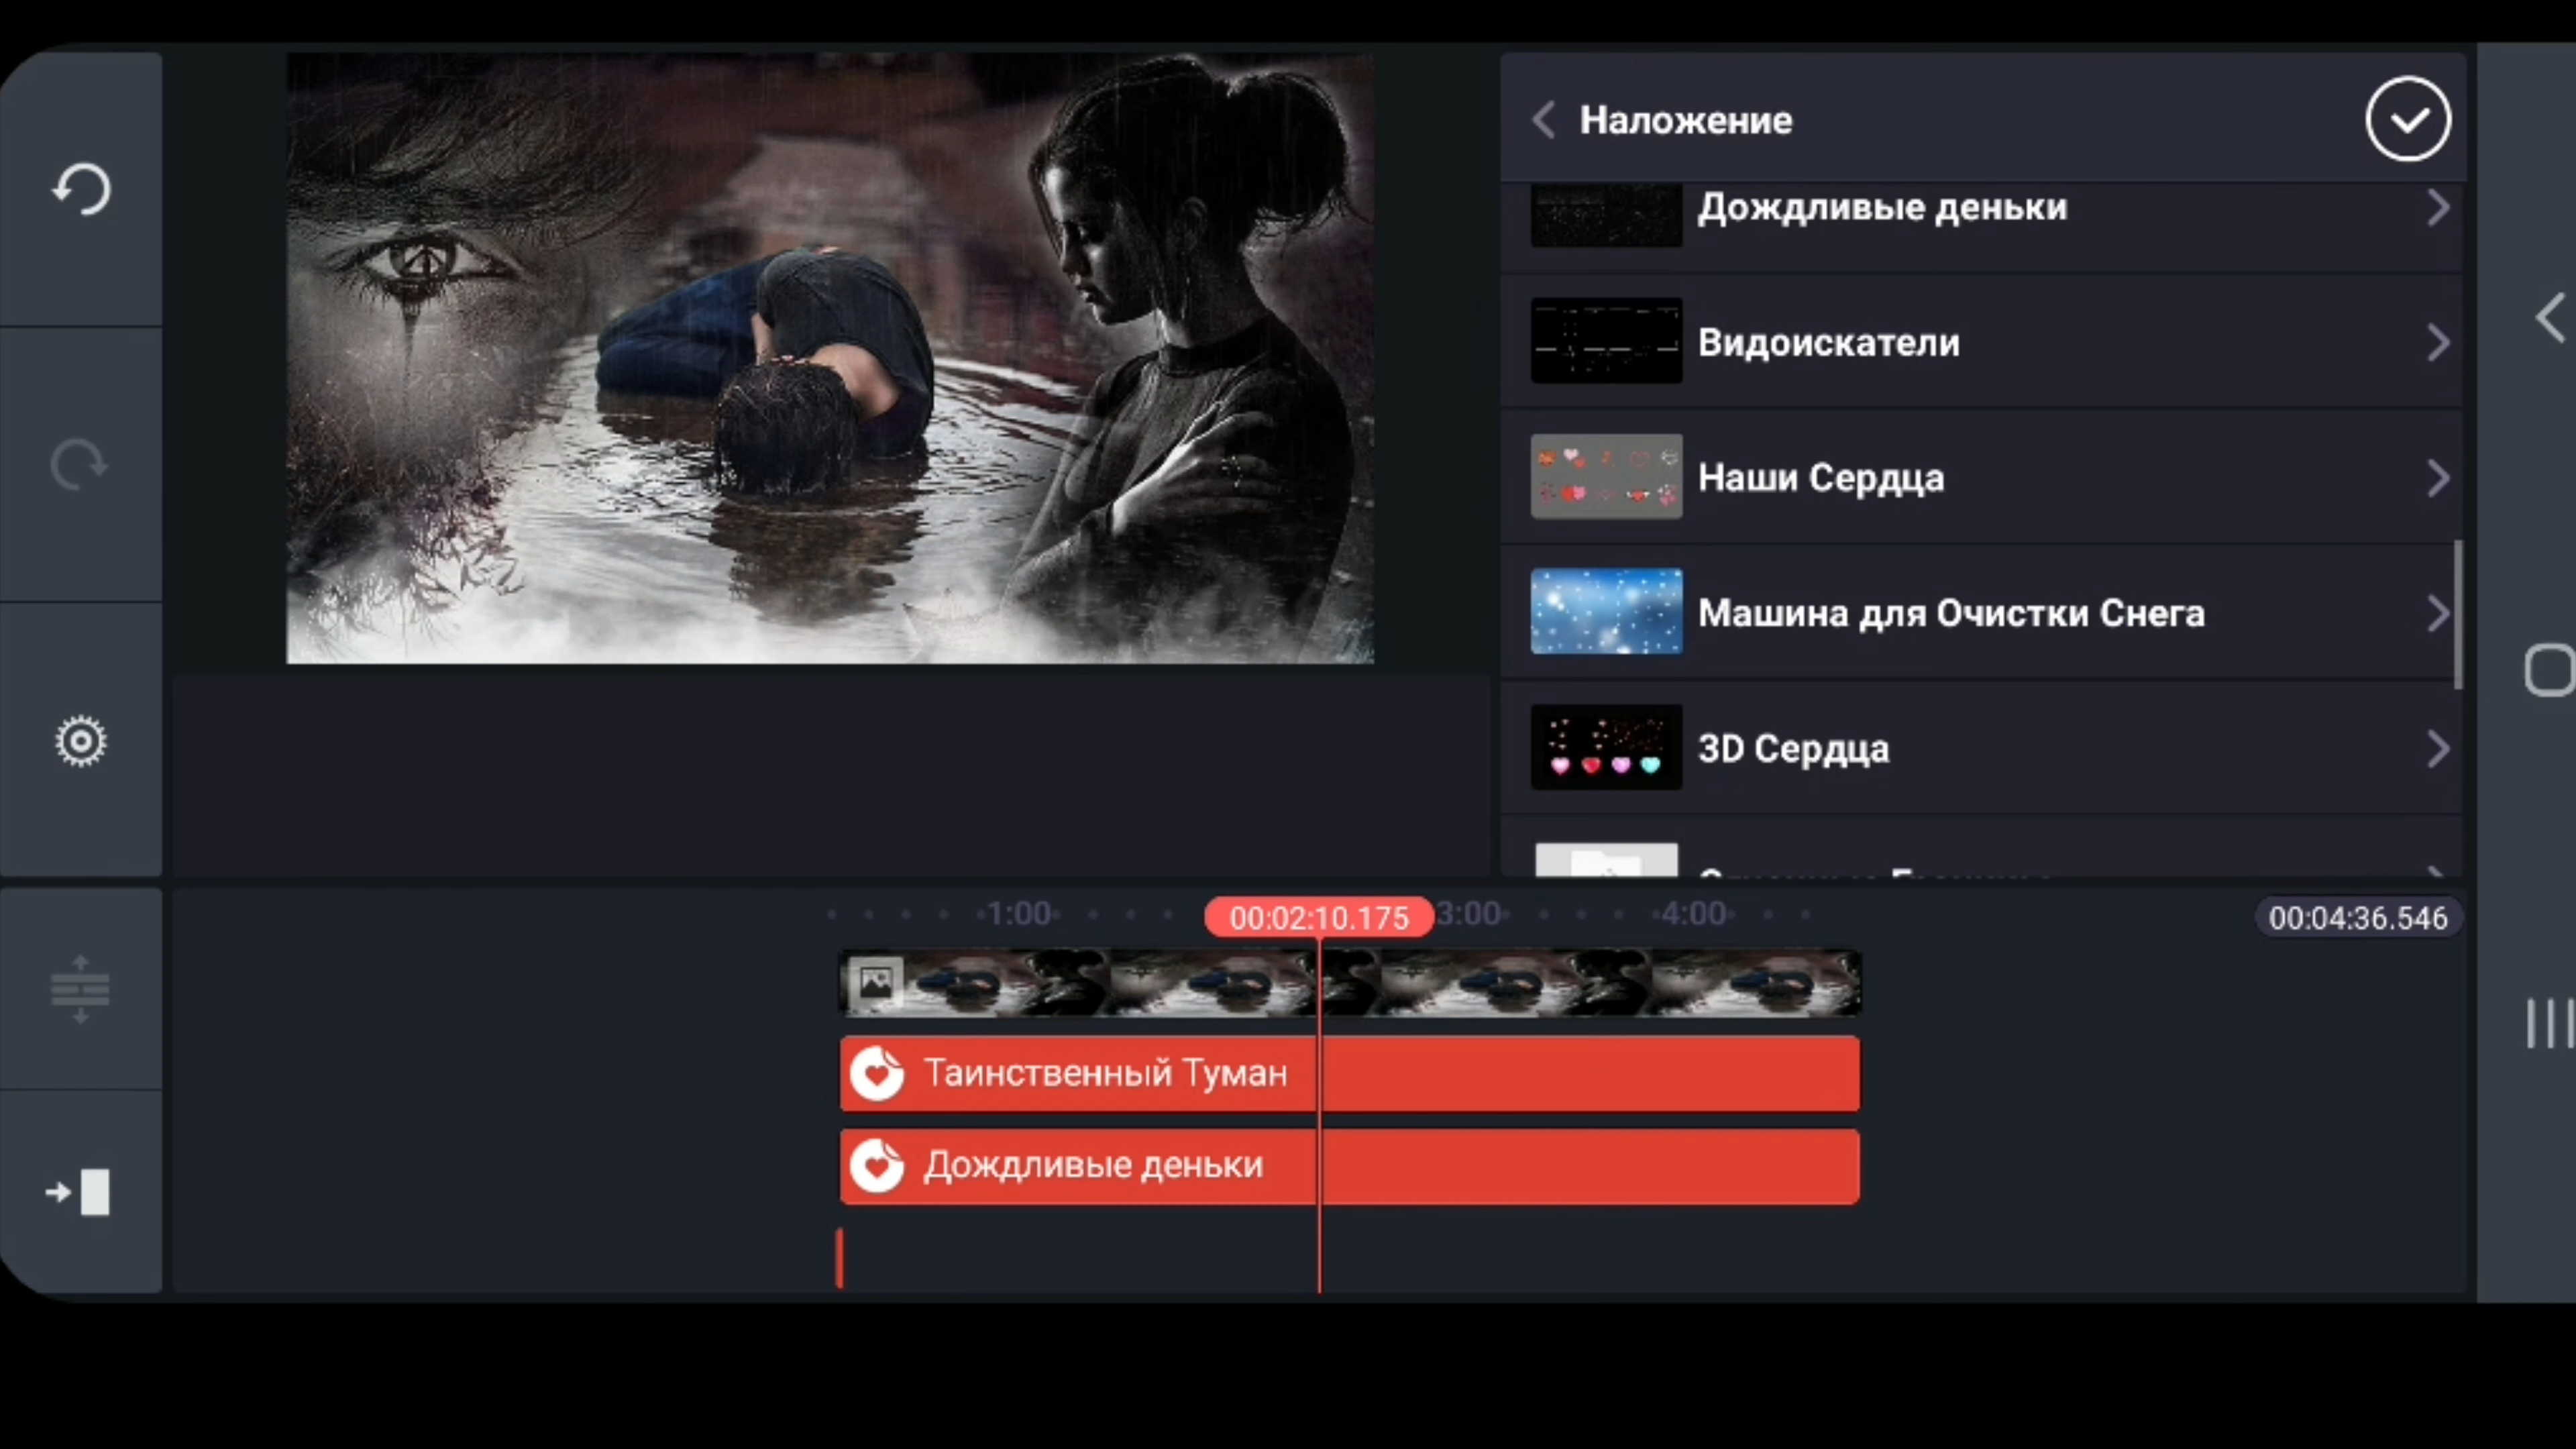 Наложение
Дождливые деньки
Видоискатели
Наши Сердца
Машина для Очистки Снега
3D Сердца
1:00
00:02:10.175
3:00
4:00
00:04:36.546
Таинственный Туман
Дождливые деньки